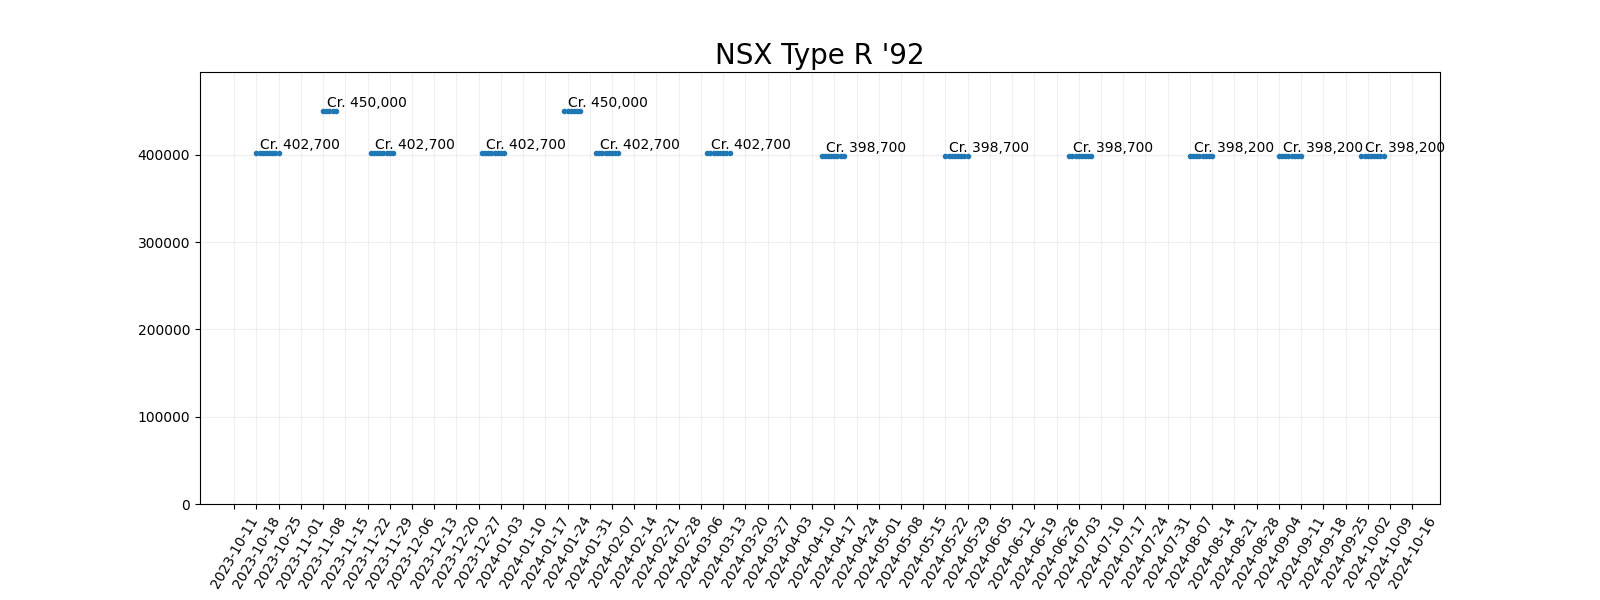 NSX Type R '92
Cr. 450,000 Cr. 450,000
Cr. 402,700 Cr. 402,700 Cr. 402,700 Cr. 402,700 Cr. 402,700 Cr. 398,700 Cr. 398,700 Cr. 398,700 Cr. 398,200 Cr. 398,200 Cr. 398,200
400000
300000
200000
100000
0
2023-10-11 2023-10-18 2023-10-25 2023-11-01 2023-11-08 2023-11-15 2023-11-22 2023-11-29 2023-12-06 2023-12-13 2023-12-20 2023-12-27 2024-01-03 2024-01-10 2024-01-17 2024-01-24 2024-01-31 2024-02-07 2024-02-14 2024-02-21 2024-02-28 2024-03-06 2024-03-13 2024-03-20 2024-03-27 2024-04-03 2024-04-10 2024-04-17 2024-04-24 2024-05-01 2024-05-08 2024-05-15 2024-05-22 2024-05-29 2024-06-05 2024-06-12 2024-06-19 2024-06-26 2024-07-03 2024-07-10 2024-07-17 2024-07-24 2024-07-31 2024-08-07 2024-08-14 2024-08-21 2024-08-28 2024-09-04 2024-09-11 2024-09-18 2024-09-25 2024-10-02 2024-10-09 2024-10-16